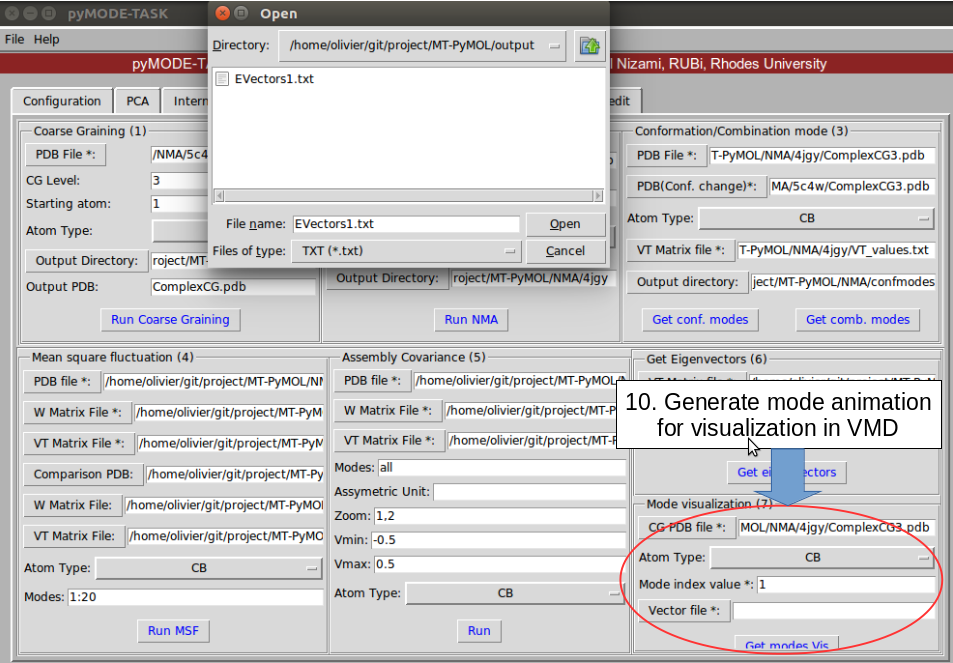 pyMODE-TASK
Open
File Help
Directory: /home/olivier/git/project/MT-PyMOL/output
EVectors1.txt
File name: EVectors1.txt
Open
Files of type: TXT (*.txt)
Cancel
pyMODE-TA
l Nizami, RUBi, Rhodes University
Configuration
PCA
Intern
edit
Coarse Graining (1)
PDB File *: /NMA/5c4
CG Level: 3
Starting atom: 1
Atom Type:
Output Directory: roject/MT-
Output PDB: ComplexCG.pdb
Run Coarse Graining
Output Directory: roject/MT-PyMOL/NMA/4jgy
Run NMA
Conformation/Combination mode (3)
PDB File *: T-PyMOL/NMA/4jgy/ComplexCG3.pdb
PDB(Conf. change)*: MA/5c4w/ComplexCG3.pdb
Atom Type: CB
VT Matrix file *: T-PyMOL/NMA/4jgy/VT_values.txt
Output directory: ject/MT-PyMOL/NMA/confmodes
Get conf. modes
Get comb. modes
Mean square fluctuation (4)
PDB file *: /home/olivier/git/project/MT-PyMOL/NM
W Matrix File *: /home/olivier/git/project/MT-PyM
VT Matrix File *: /home/olivier/git/project/MT-PyM
Comparison PDB: /home/olivier/git/project/MT-Py
W Matrix File: /home/olivier/git/project/MT-PyMO
VT Matrix File: /home/olivier/git/project/MT-PyMO
Atom Type: CB
Modes: 1:20
Run MSF
Assembly Covariance (5)
PDB file *: /home/olivier/git/project/MT-PyMOL/N
W Matrix File *: /home/olivier/git/project/MT-P
VT Matrix File *: /home/olivier/git/project/MT-P
Modes: all
Assymetric Unit:
Zoom: 1,2
Vmin: -0.5
Vmax: 0.5
Atom Type: CB
Run
Get Eigenvectors (6)
10. Generate mode animation
for visualization in VMD
Get ei ectors
Mode visualization (7)
CG PDB file *: MOL/NMA/4jgy/ComplexCG3.pdb
Atom Type: CB
Mode index value *: 1
Vector file *:
Get modes Vis